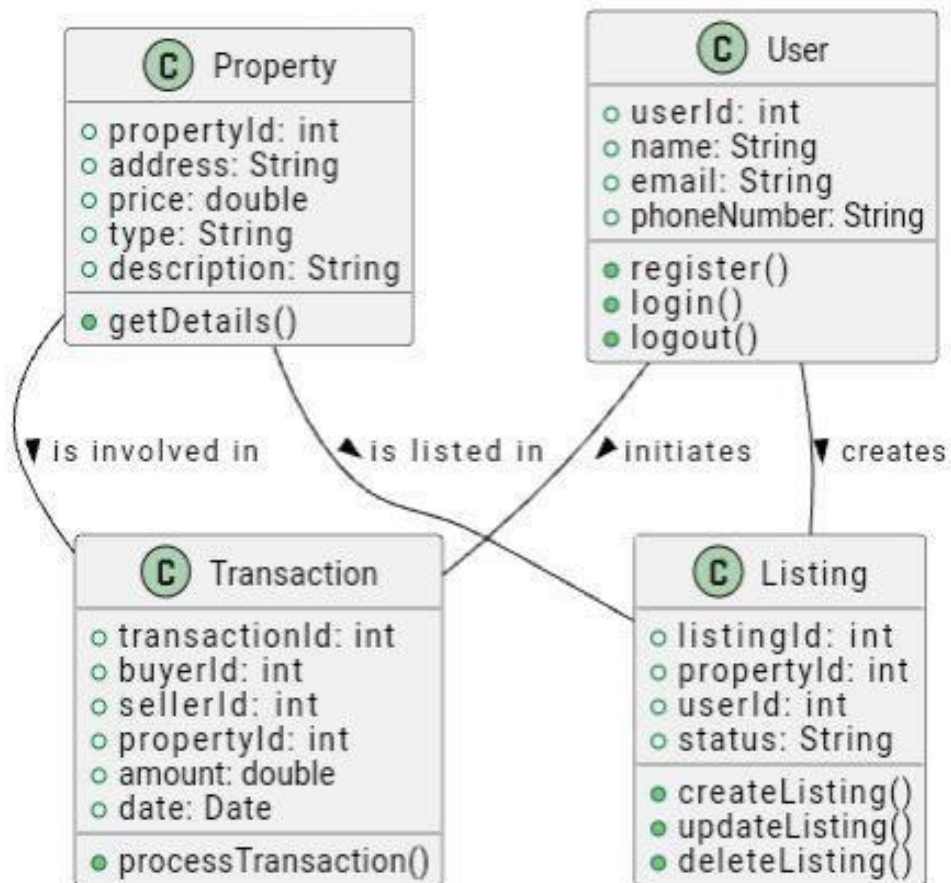 C Property
propertyId: int
address: String
price: double
type: String
description: String
getDetails()
C User
userId: int
name: String
email: String
phoneNumber: String
register()
login()
logout()
is involved in
is listed in
initiates
creates
C Transaction
transactionId: int
buyerId: int
sellerId: int
propertyId: int
amount: double
date: Date
processTransaction()
C Listing
listingId: int
propertyId: int
userId: int
status: String
createListing()
updateListing()
deleteListing()